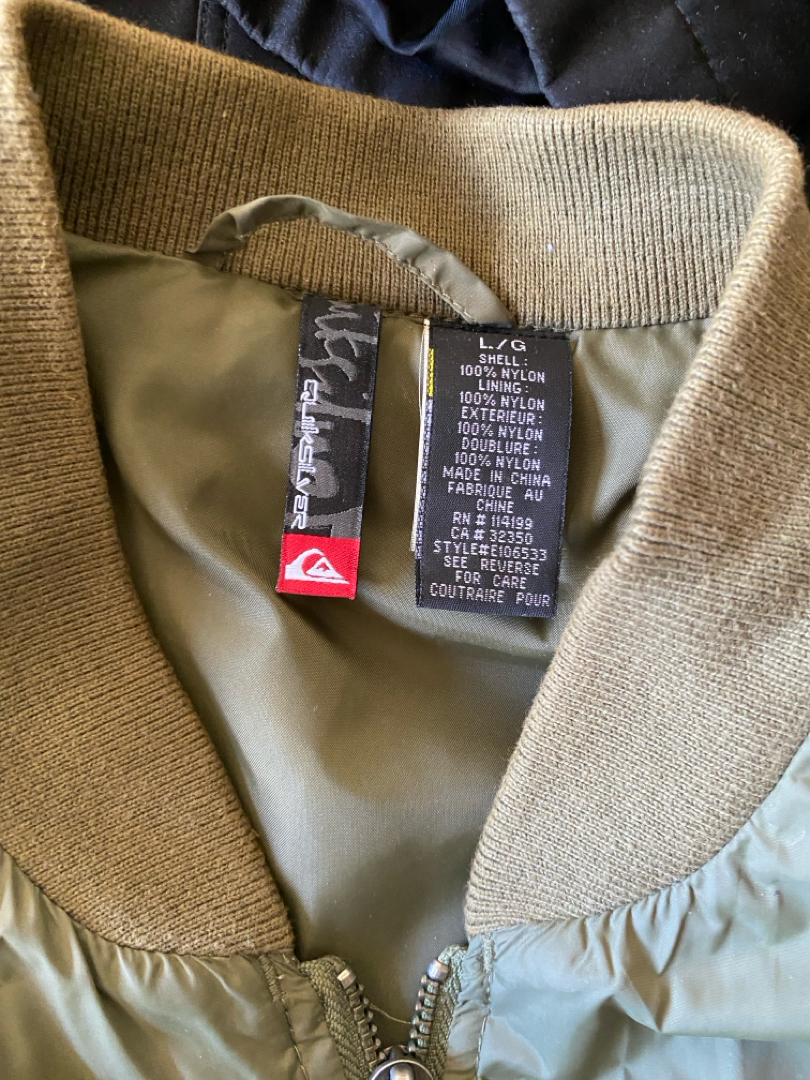 QUIKSILVER
L/G
SHELL:
100% NYLON
LINING:
100% NYLON
EXTERIEUR:
100% NYLON
DOUBLURE:
100% NYLON
MADE IN CHINA
FABRIQUE AU
CHINE
RN # 114199
CA # 32350
STYLE#E106533
SEE REVERSE
FOR CARE
COUTRAIRE POUR